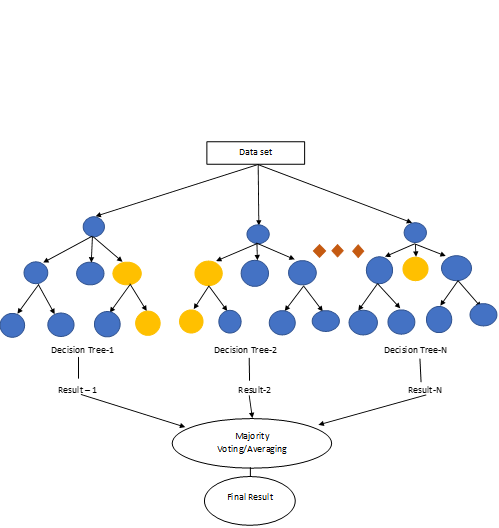 Data set
Decision Tree-1
Decision Tree-2
Decision Tree-N
Result – 1
Result-2
Result-N
Majority
Voting/Averaging
Final Result